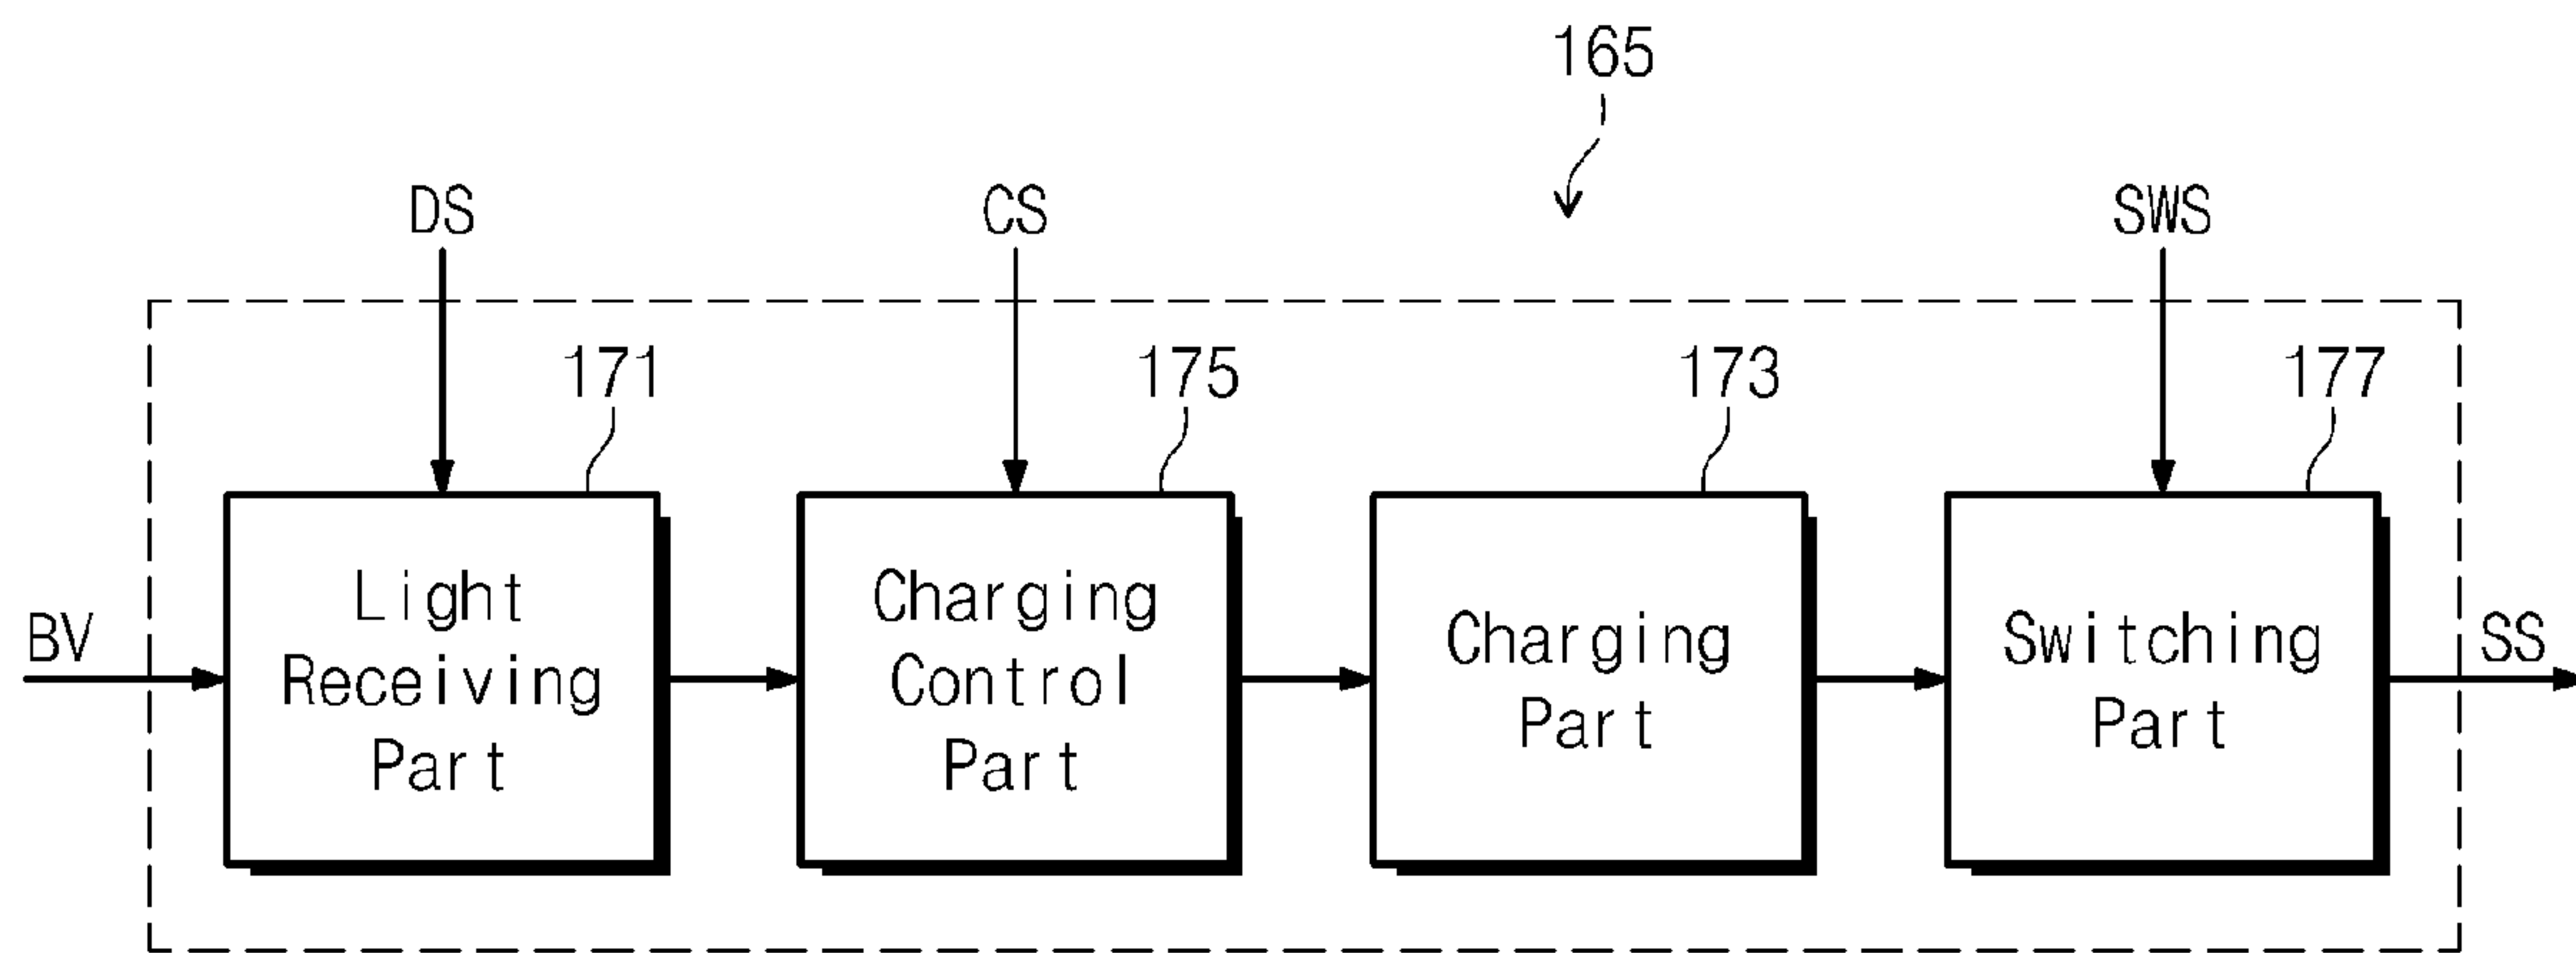 165
DS
CS
SWS
171
175
173
177
BV
Light
Receiving
Part
Charging
Control
Part
Charging
Part
Switching
Part
SS